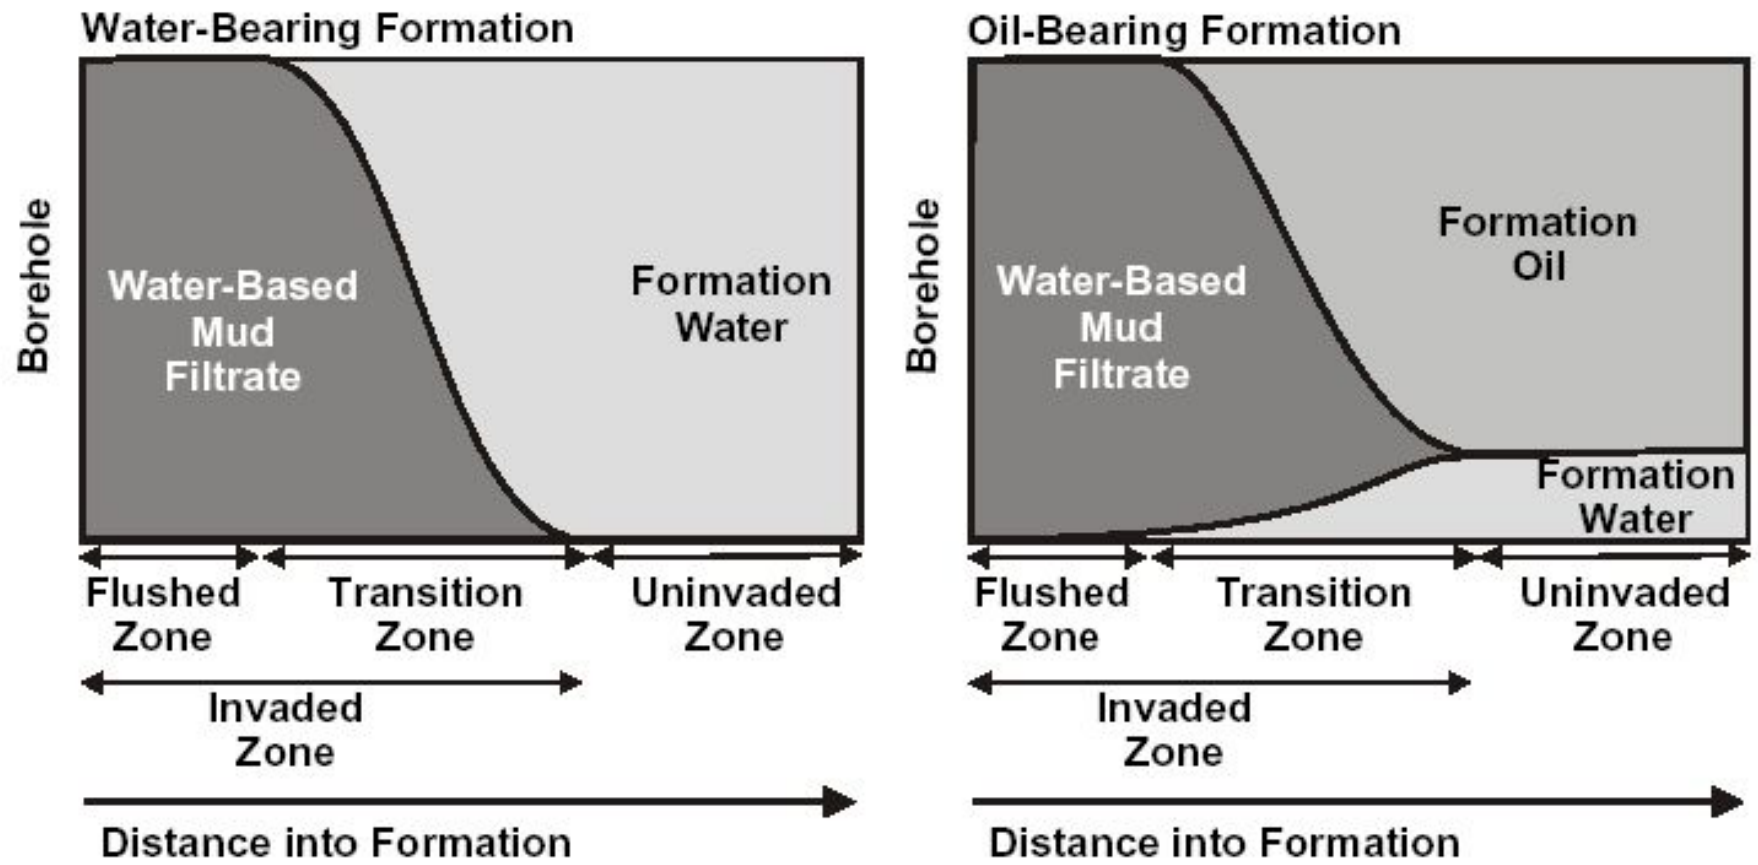 Water-Bearing Formation
Borehole
Water-Based
Mud
Filtrate
Formation
Water
Flushed
Zone
Transition
Zone
Uninvaded
Zone
Invaded
Zone
Distance into Formation
Oil-Bearing Formation
Borehole
Water-Based
Mud
Filtrate
Formation
Oil
Formation
Water
Flushed
Zone
Transition
Zone
Uninvaded
Zone
Invaded
Zone
Distance into Formation